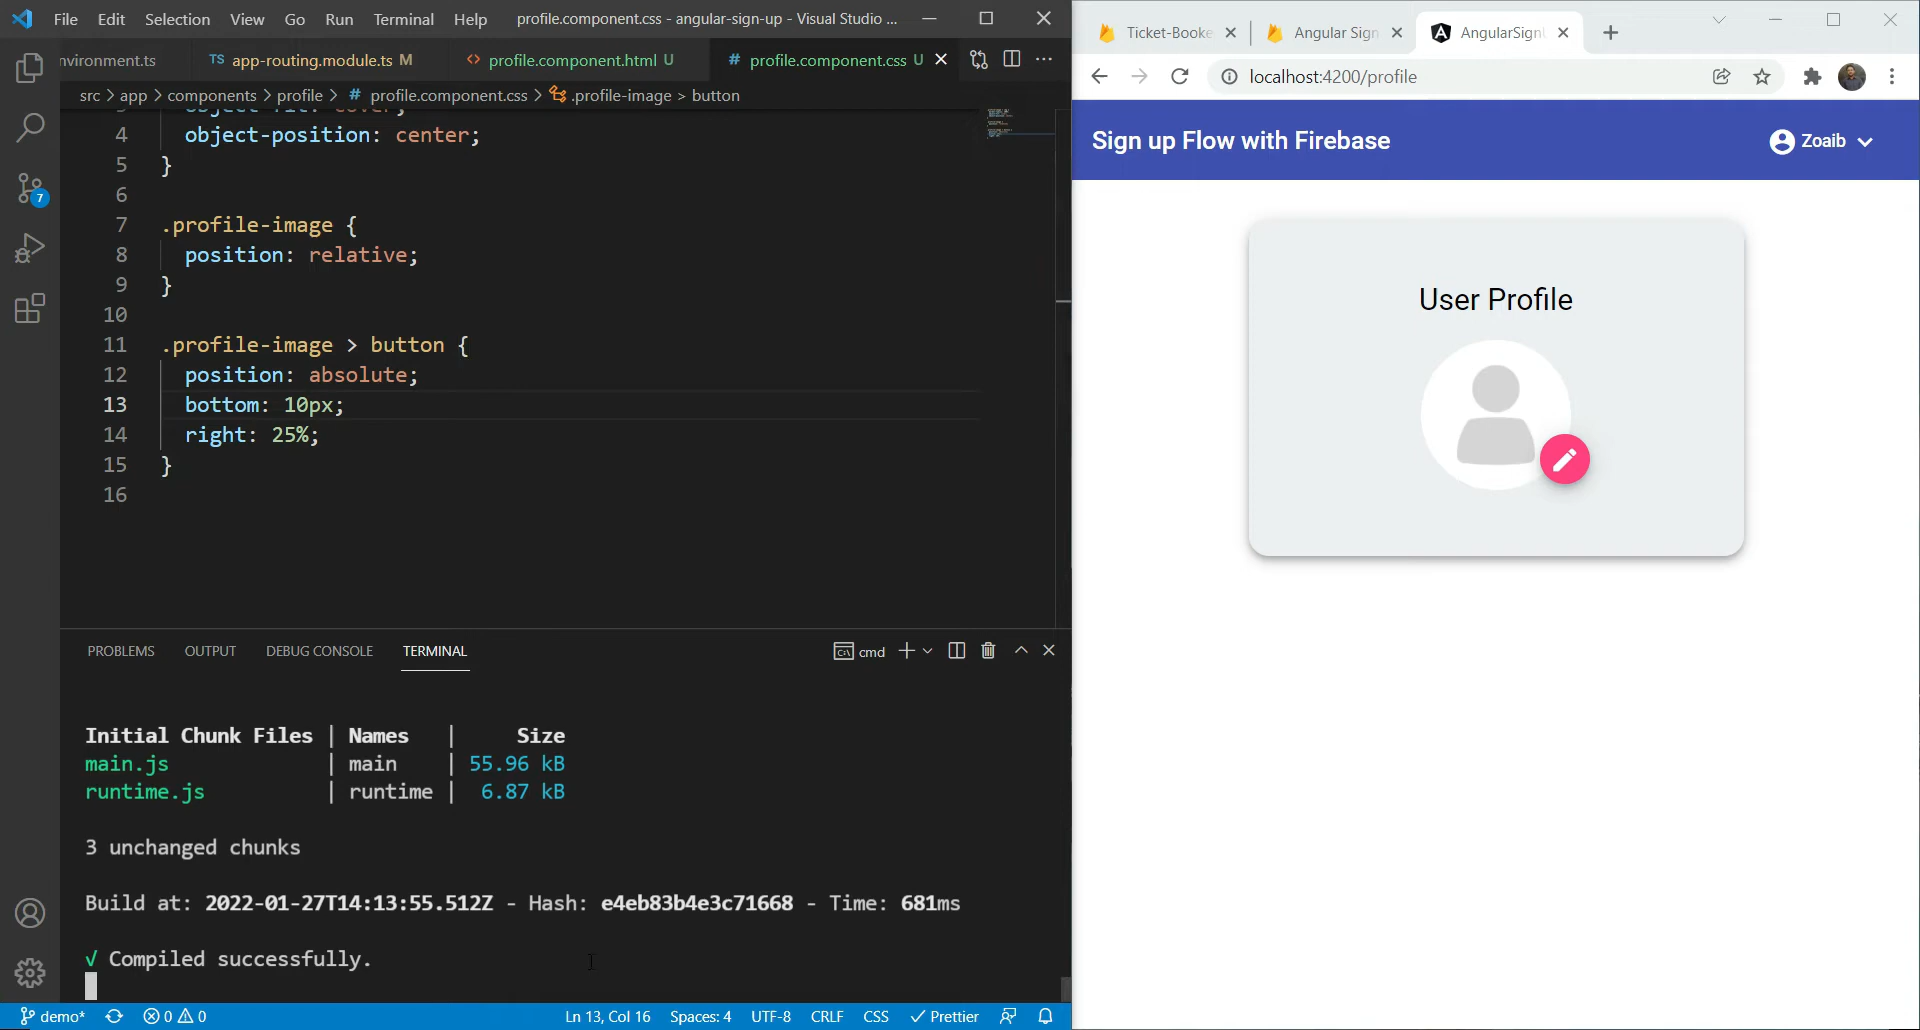 File Edit Selection View Go Run Terminal Help profile.component.css - angular-sign-up - Visual Studio ...
nvironment.ts TS app-routing.module.ts M <> profile.component.html U # profile.component.css U
src > app > components > profile > # profile.component.css > .profile-image > button
4 object-position: center;
5 }
6
7 .profile-image {
8 position: relative;
9 }
10
11 .profile-image > button {
12 position: absolute;
13 bottom: 10px;
14 right: 25%;
15 }
16
7
PROBLEMS OUTPUT DEBUG CONSOLE TERMINAL cmd
Initial Chunk Files | Names | Size
main.js | main | 55.96 kB
runtime.js | runtime | 6.87 kB
3 unchanged chunks
Build at: 2022-01-27T14:13:55.512Z - Hash: e4eb83b4e3c71668 - Time: 681ms
√ Compiled successfully.
demo* 0 0 Ln 13, Col 16 Spaces: 4 UTF-8 CRLF CSS Prettier
Ticket-Booke Angular Sign AngularSign
localhost:4200/profile
Sign up Flow with Firebase Zoaib
User Profile